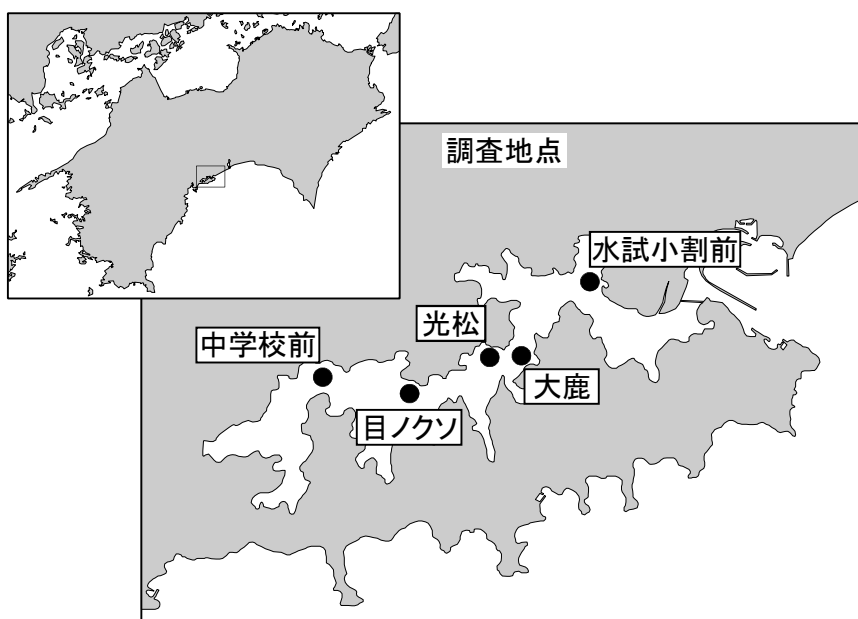 調査地点
水試小割前
光松
中学校前
大鹿
目ノクソ